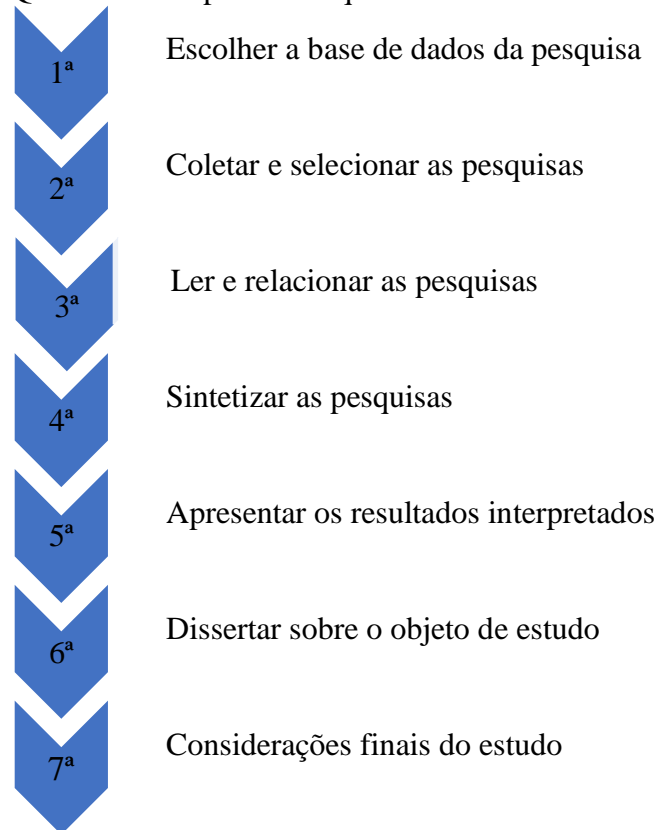 1ª Escolher a base de dados da pesquisa
2ª Coletar e selecionar as pesquisas
3ª Ler e relacionar as pesquisas
4ª Sintetizar as pesquisas
5ª Apresentar os resultados interpretados
6ª Dissertar sobre o objeto de estudo
7ª Considerações finais do estudo